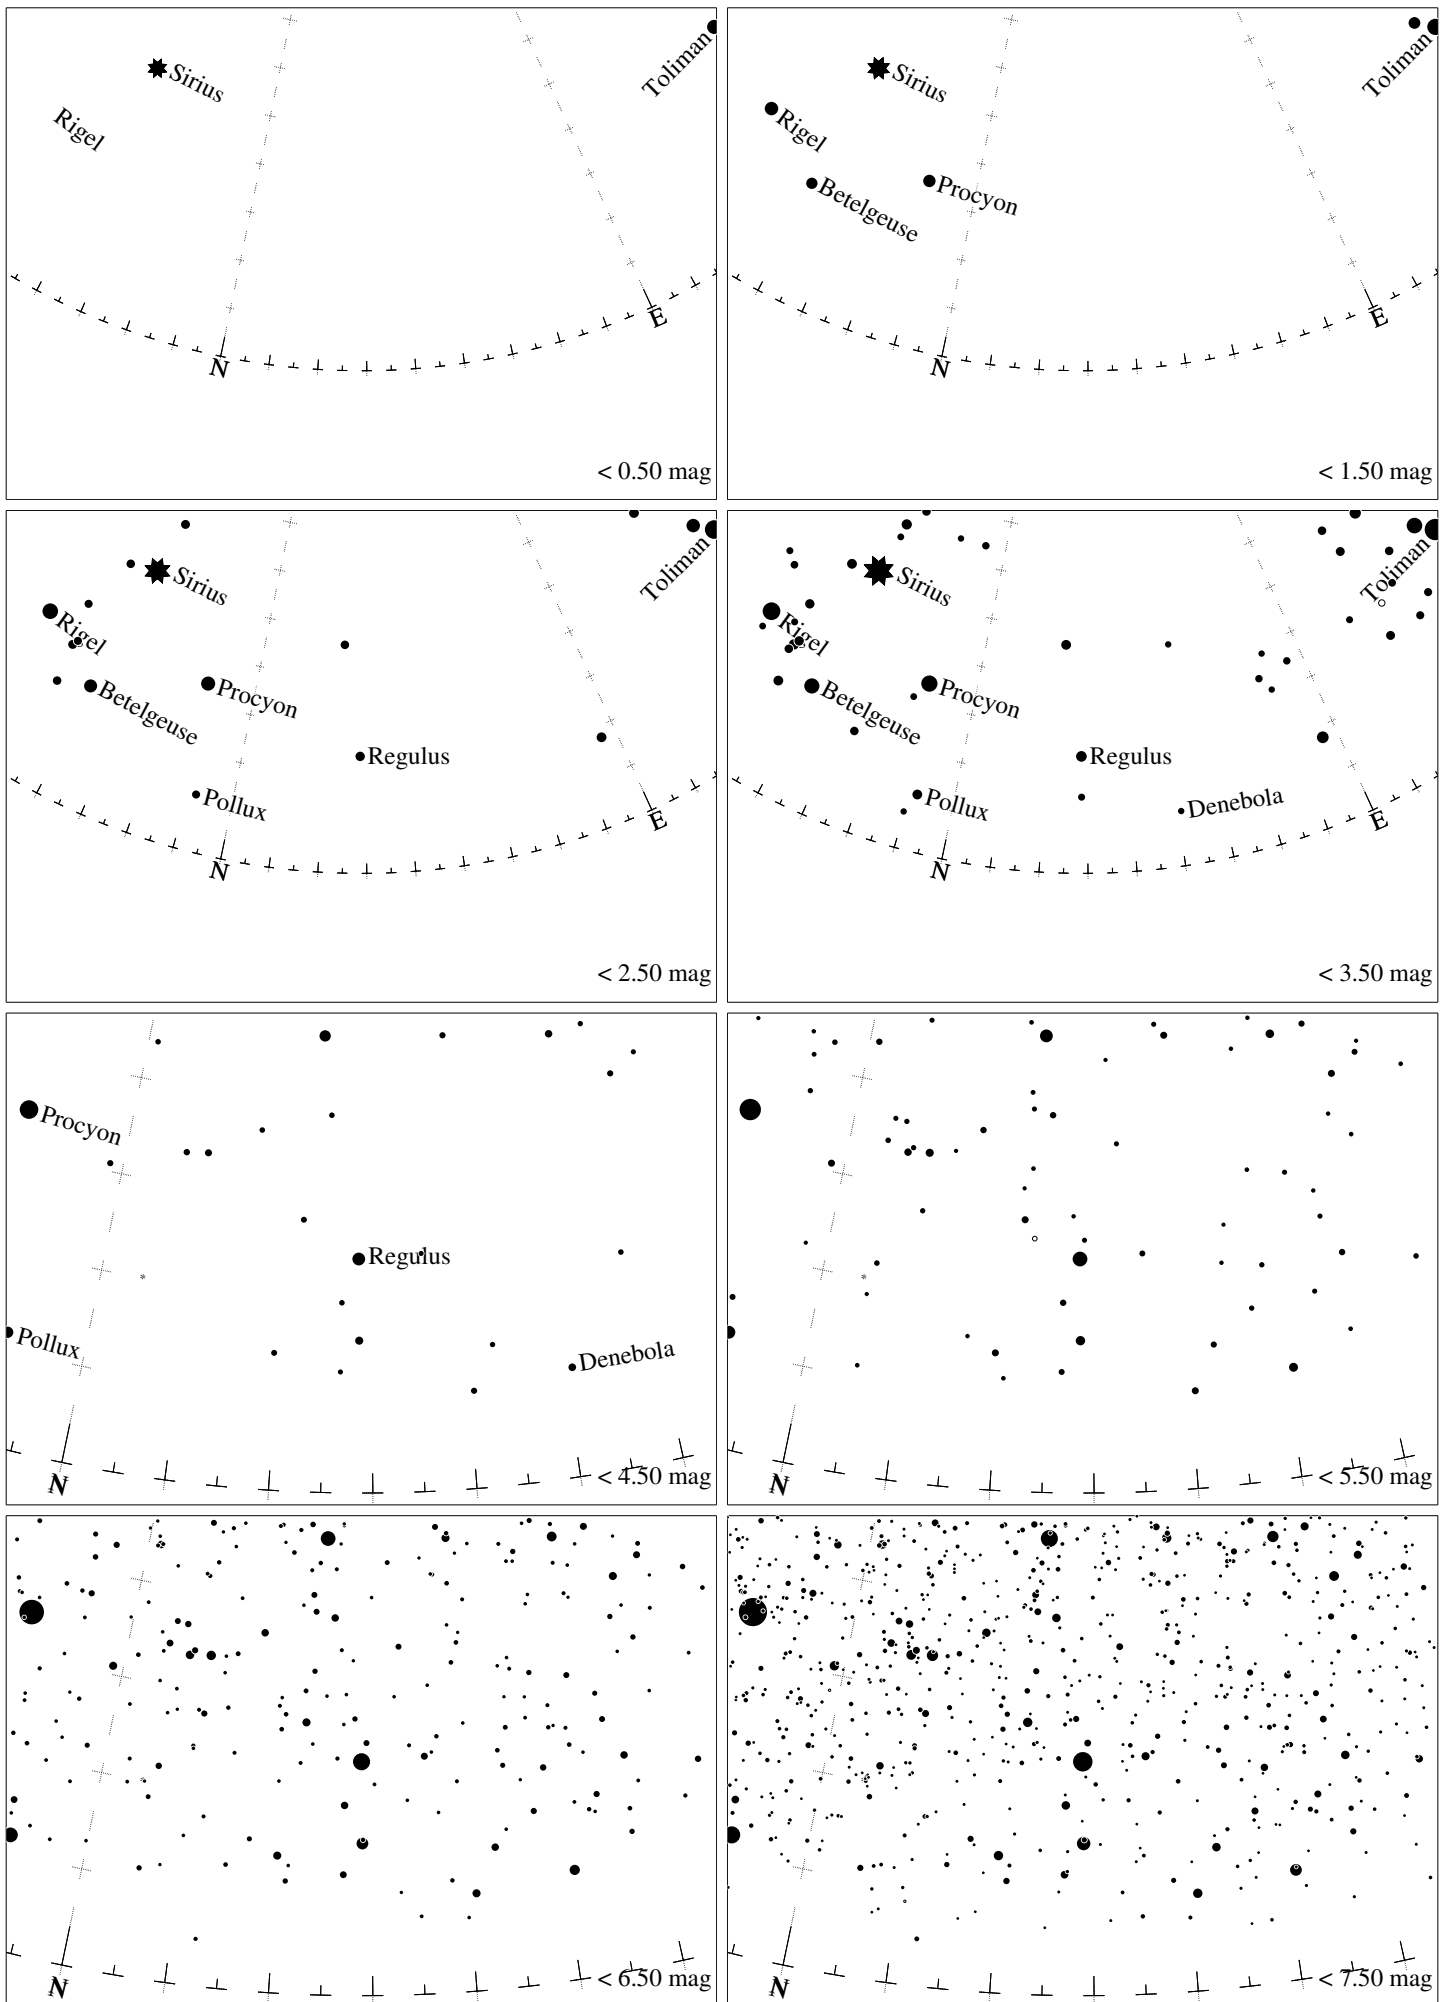 Sirius
Rigel
Toliman
N
E
< 0.50 mag
Sirius
Rigel
Betelgeuse
Procyon
Toliman
N
E
< 1.50 mag
Sirius
Rigel
Betelgeuse
Procyon
Regulus
Pollux
Toliman
N
E
< 2.50 mag
Sirius
Rigel
Betelgeuse
Procyon
Regulus
Pollux
Denebola
Toliman
N
E
< 3.50 mag
Procyon
Regulus
Pollux
Denebola
N
< 4.50 mag
N
< 5.50 mag
N
< 6.50 mag
N
< 7.50 mag